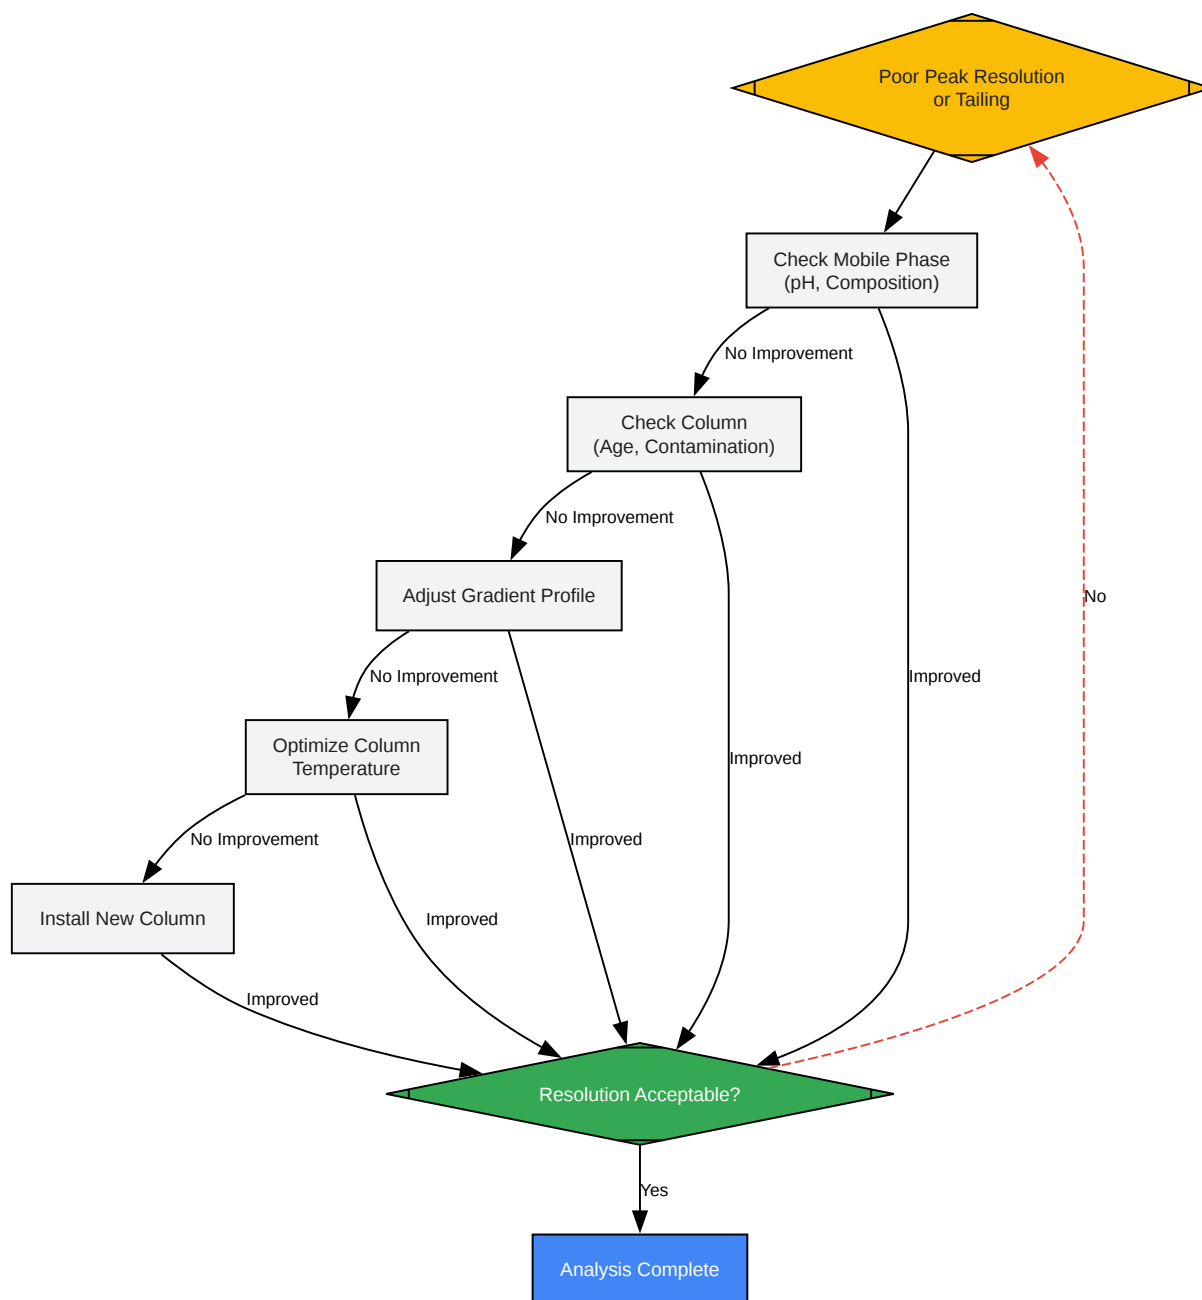 Poor Peak Resolution
or Tailing
Check Mobile Phase
(pH, Composition)
No Improvement
Check Column
(Age, Contamination)
No Improvement
Adjust Gradient Profile
No
No Improvement
Improved
Optimize Column
Temperature
Improved
No Improvement
Improved
Install New Column
Improved
Improved
Resolution Acceptable?
Yes
Analysis Complete